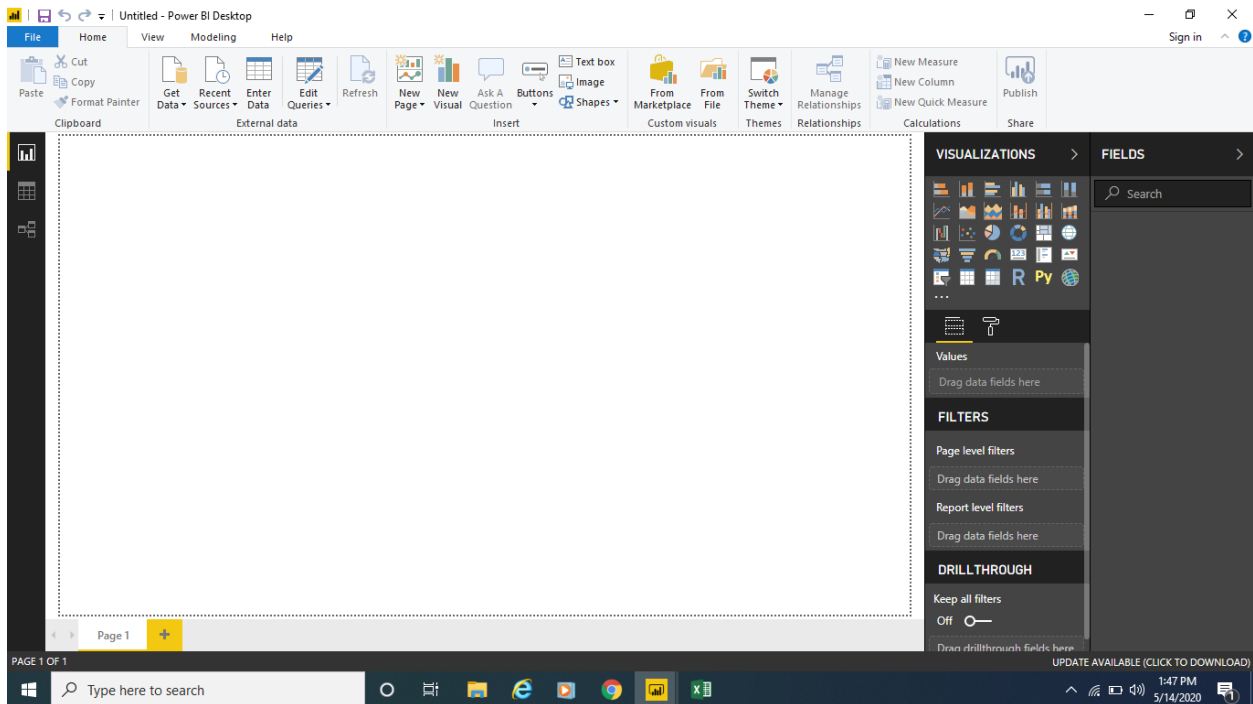 Untitled - Power BI Desktop
File Home View Modeling Help Sign in
Paste
Cut
Copy
Format Painter
Clipboard
Get Data
Recent Sources
Enter Data
Edit Queries
Refresh
External data
New Page
New Visual
Ask A Question
Buttons
Text box
Image
Shapes
Insert
From Marketplace
From File
Custom visuals
Switch Theme
Themes
Manage Relationships
Relationships
New Measure
New Column
New Quick Measure
Calculations
Publish
Share
VISUALIZATIONS
123
R Py
Values
Drag data fields here
FILTERS
Page level filters
Drag data fields here
Report level filters
Drag data fields here
DRILLTHROUGH
Keep all filters
Off
Drag drillthrough fields here
FIELDS
Search
Page 1
PAGE 1 OF 1
UPDATE AVAILABLE (CLICK TO DOWNLOAD)
Type here to search
1:47 PM
5/14/2020
1